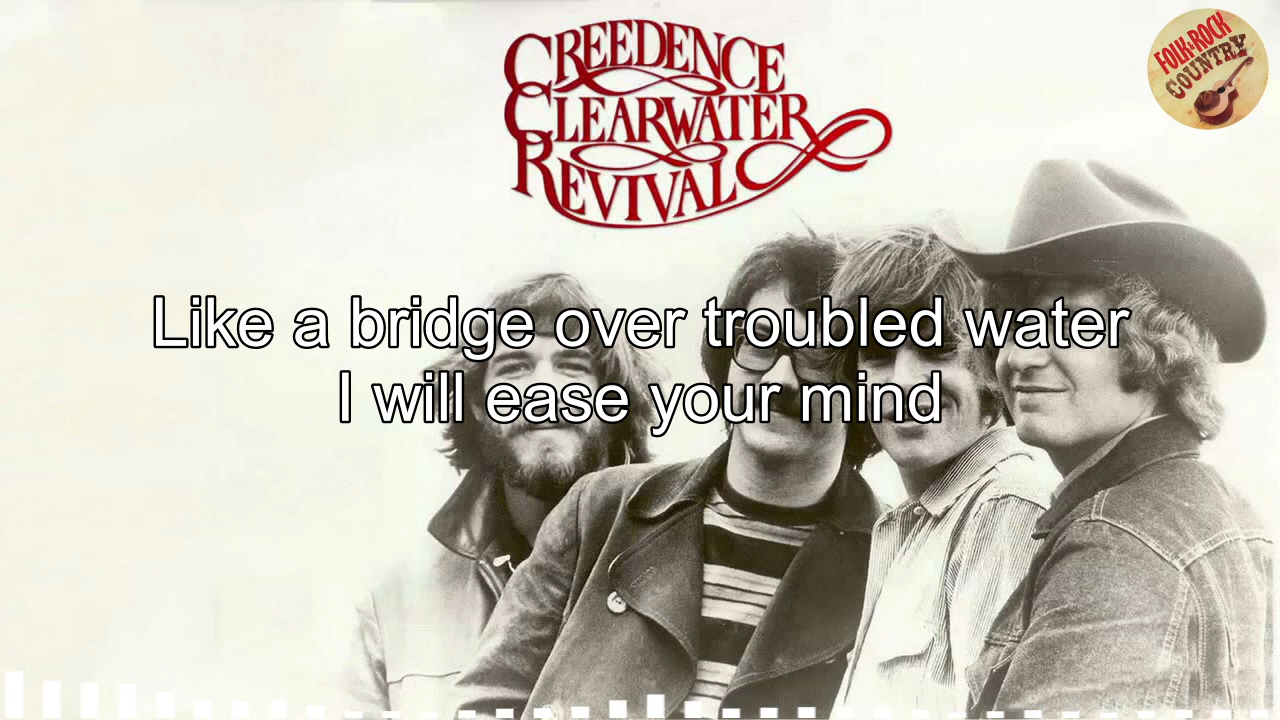 CREEDENCE
CLEARWATER
REVIVAL
FOLK-ROCK
COUNTRY
Like a bridge over troubled water
I will ease your mind